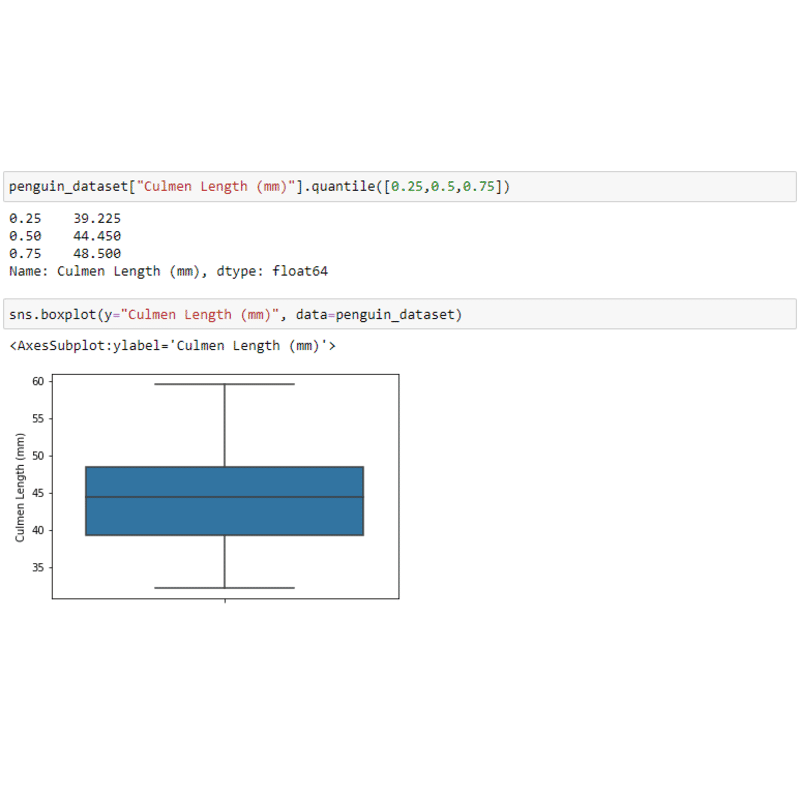 penguin_dataset["Culmen Length (mm)"].quantile([0.25,0.5,0.75])
0.25    39.225
0.50    44.450
0.75    48.500
Name: Culmen Length (mm), dtype: float64
sns.boxplot(y="Culmen Length (mm)", data=penguin_dataset)
<AxesSubplot:ylabel='Culmen Length (mm)'>
60
55
50
45
40
35
Culmen Length (mm)